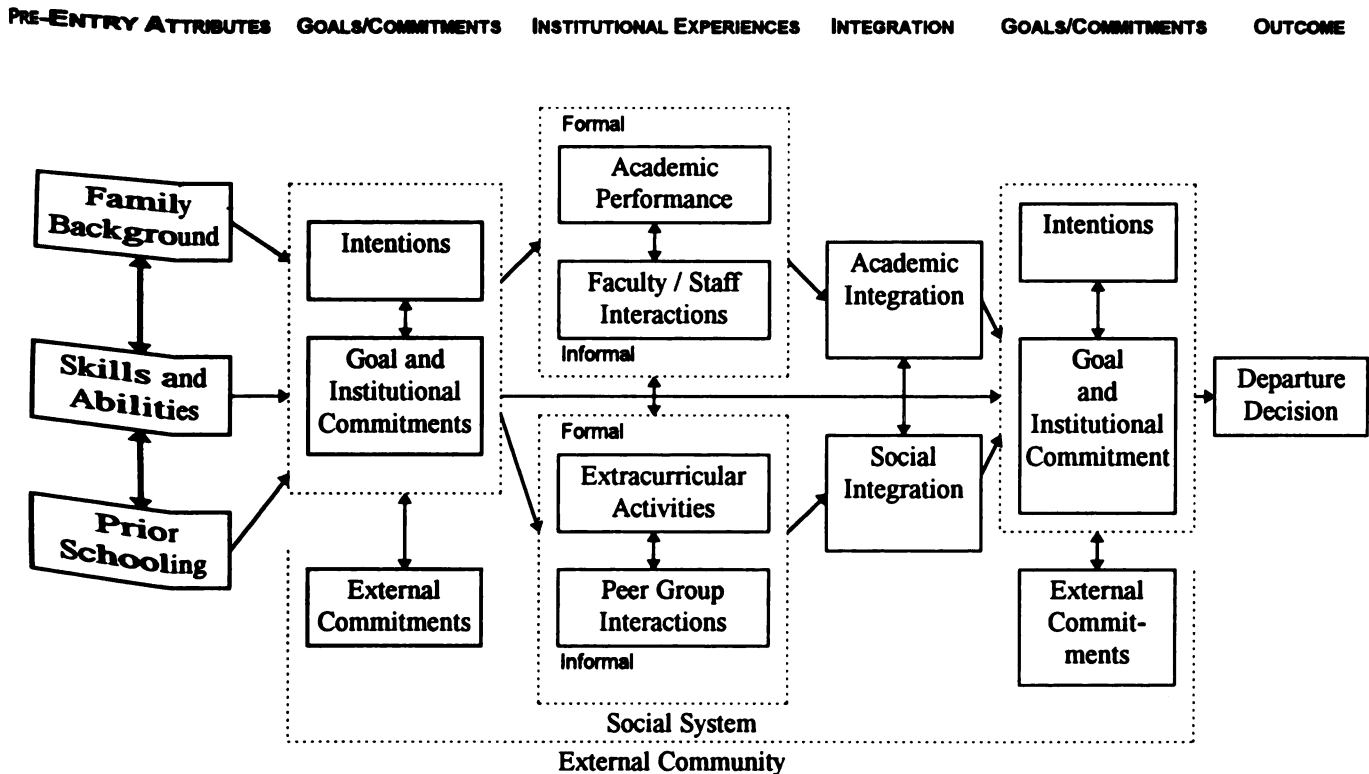 PRE-ENTRY ATTRIBUTES GOALS/COMMITMENTS INSTITUTIONAL EXPERIENCES INTEGRATION GOALS/COMMITMENTS OUTCOME
Family
Background
Skills and
Abilities
Prior
Schooling
Intentions
Goal and
Institutional
Commitments
External
Commitments
Formal
Academic
Performance
Faculty / Staff
Interactions
Informal
Formal
Extracurricular
Activities
Peer Group
Interactions
Informal
Academic
Integration
Social
Integration
Intentions
Goal
and
Institutional
Commitment
External
Commit-
ments
Departure
Decision
Social System
External Community